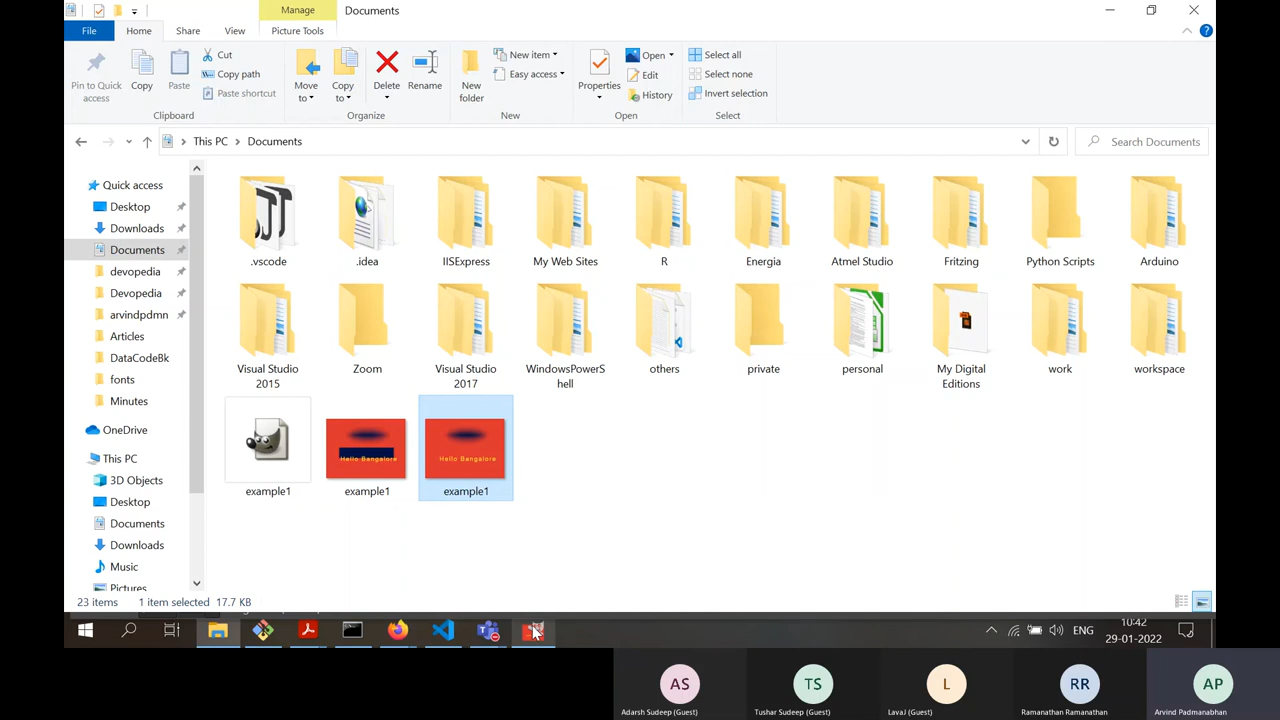 Manage
Documents
File
Home
Share
View
Picture Tools
Pin to Quick
access
Copy
Paste
Cut
Copy path
Paste shortcut
Clipboard
Move
to
Copy
to
Delete
Rename
Organize
New
folder
New item
Easy access
New
Properties
Open
Edit
History
Open
Select all
Select none
Invert selection
Select
This PC
Documents
Search Documents
Quick access
Desktop
Downloads
Documents
devopedia
Devopedia
arvindpdmn
Articles
DataCodeBk
fonts
Minutes
OneDrive
This PC
3D Objects
Desktop
Documents
Downloads
Music
Pictures
.vscode
.idea
IISExpress
My Web Sites
R
Energia
Atmel Studio
Fritzing
Python Scripts
Arduino
Visual Studio
2015
Zoom
Visual Studio
2017
WindowsPowerS
hell
others
private
personal
My Digital
Editions
work
workspace
Hello Bangalore
Hello Bangalore
example1
example1
example1
23 items
1 item selected 17.7 KB
ENG
10:42
29-01-2022
AS
TS
L
RR
AP
Adarsh Sudeep (Guest)
Tushar Sudeep (Guest)
LavaJ (Guest)
Ramanathan Ramanathan
Arvind Padmanabhan